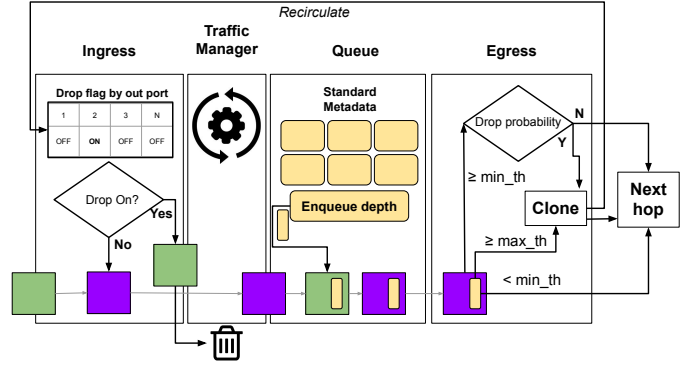 Recirculate
Ingress
Traffic
Manager
Queue
Egress
Drop flag by out port
1 2 3 N
OFF ON OFF OFF
Drop On?
Yes
No
Standard
Metadata
Enqueue depth
Drop probability
N
Y
≥ min_th
Clone
Next
hop
≥ max_th
< min_th